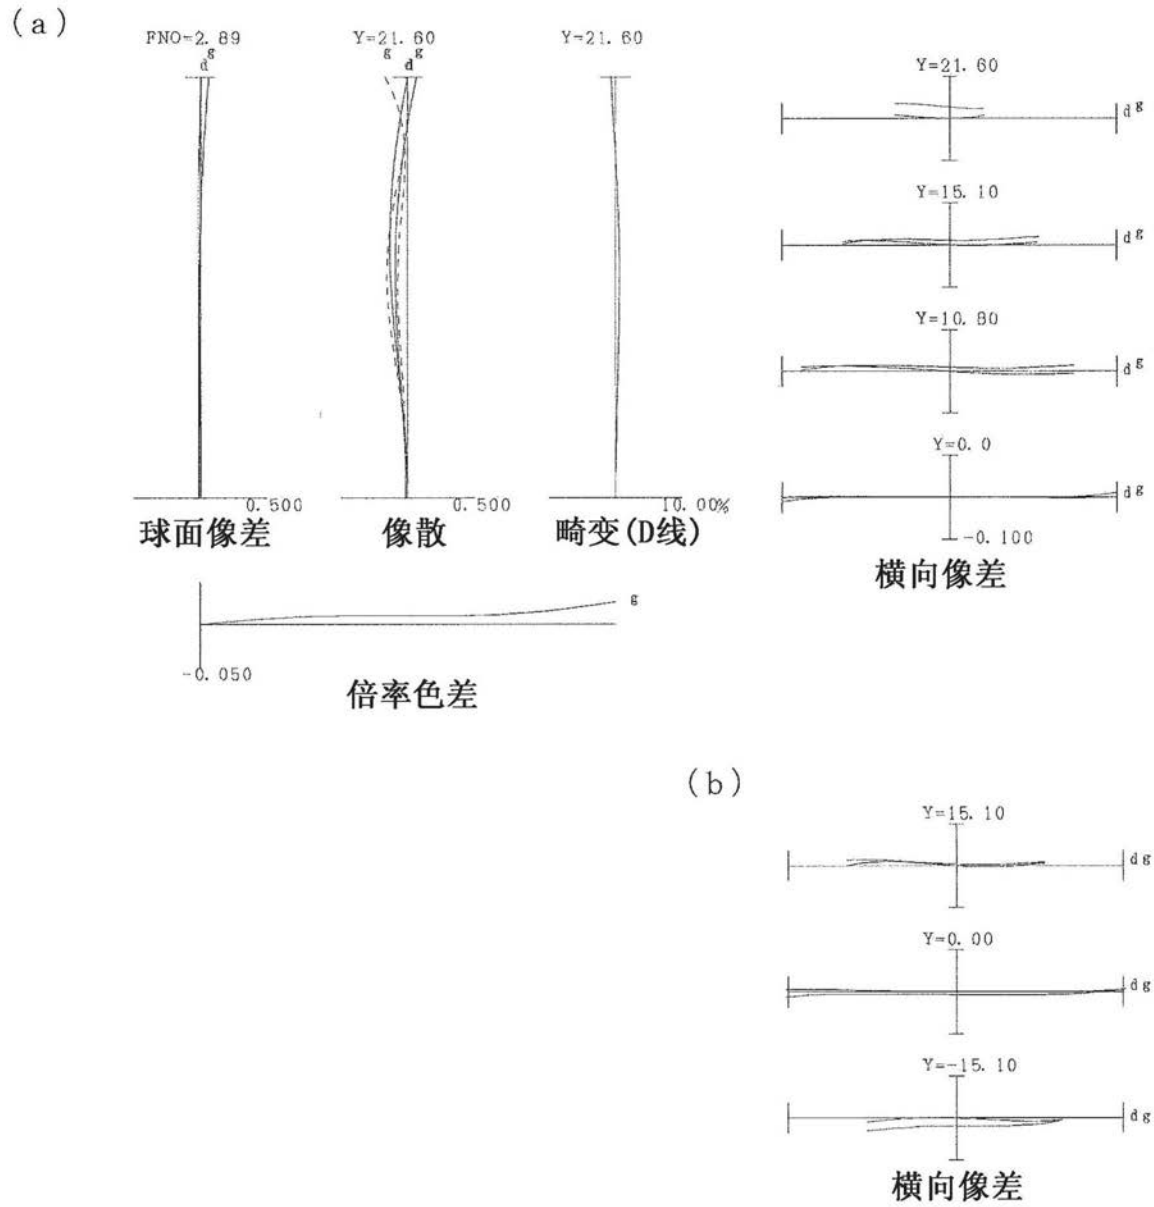 (a)
FNO=2.89
d g
Y=21.60
g d g
Y=21.60
0.500
0.500
10.00%
球面像差
像散
畸变(D线)
g
-0.050
倍率色差
Y=21.60
d g
Y=15.10
d g
Y=10.80
d g
Y=0.0
d g
-0.100
横向像差
(b)
Y=15.10
d g
Y=0.00
d g
Y=-15.10
d g
横向像差